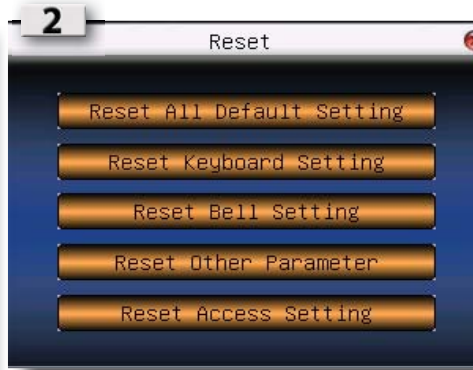 2
Reset
Reset All Default Setting
Reset Keyboard Setting
Reset Bell Setting
Reset Other Parameter
Reset Access Setting